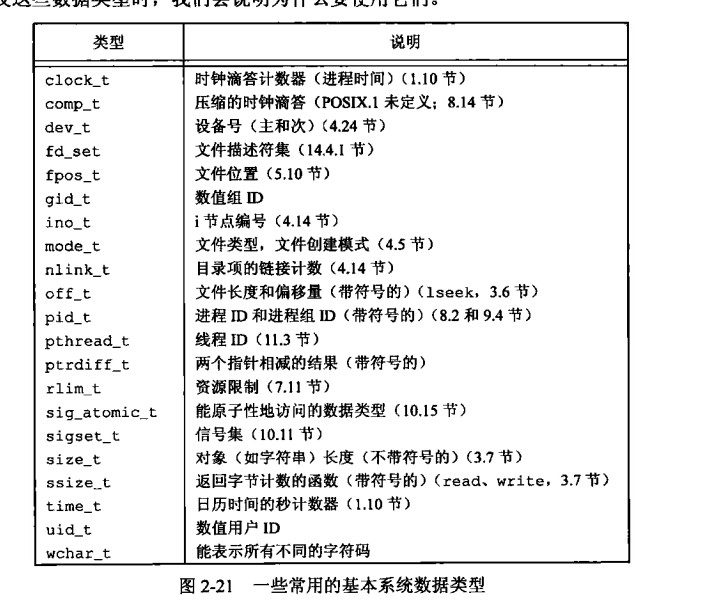 及这些数据类型时，我们会说明为什么要使用它们。
类型 说明
clock_t 时钟滴答计数器（进程时间）（1.10 节）
comp_t 压缩的时钟滴答（POSIX.1 未定义；8.14 节）
dev_t 设备号（主和次）（4.24 节）
fd_set 文件描述符集（14.4.1 节）
fpos_t 文件位置（5.10 节）
gid_t 数值组 ID
ino_t i 节点编号（4.14 节）
mode_t 文件类型，文件创建模式（4.5 节）
nlink_t 目录项的链接计数（4.14 节）
off_t 文件长度和偏移量（带符号的）（lseek，3.6 节）
pid_t 进程 ID 和进程组 ID（带符号的）（8.2 和 9.4 节）
pthread_t 线程 ID（11.3 节）
ptrdiff_t 两个指针相减的结果（带符号的）
rlim_t 资源限制（7.11 节）
sig_atomic_t 能原子性地访问的数据类型（10.15 节）
sigset_t 信号集（10.11 节）
size_t 对象（如字符串）长度（不带符号的）（3.7 节）
ssize_t 返回字节计数的函数（带符号的）（read、write，3.7 节）
time_t 日历时间的秒计数器（1.10 节）
uid_t 数值用户 ID
wchar_t 能表示所有不同的字符码
图 2-21 一些常用的基本系统数据类型